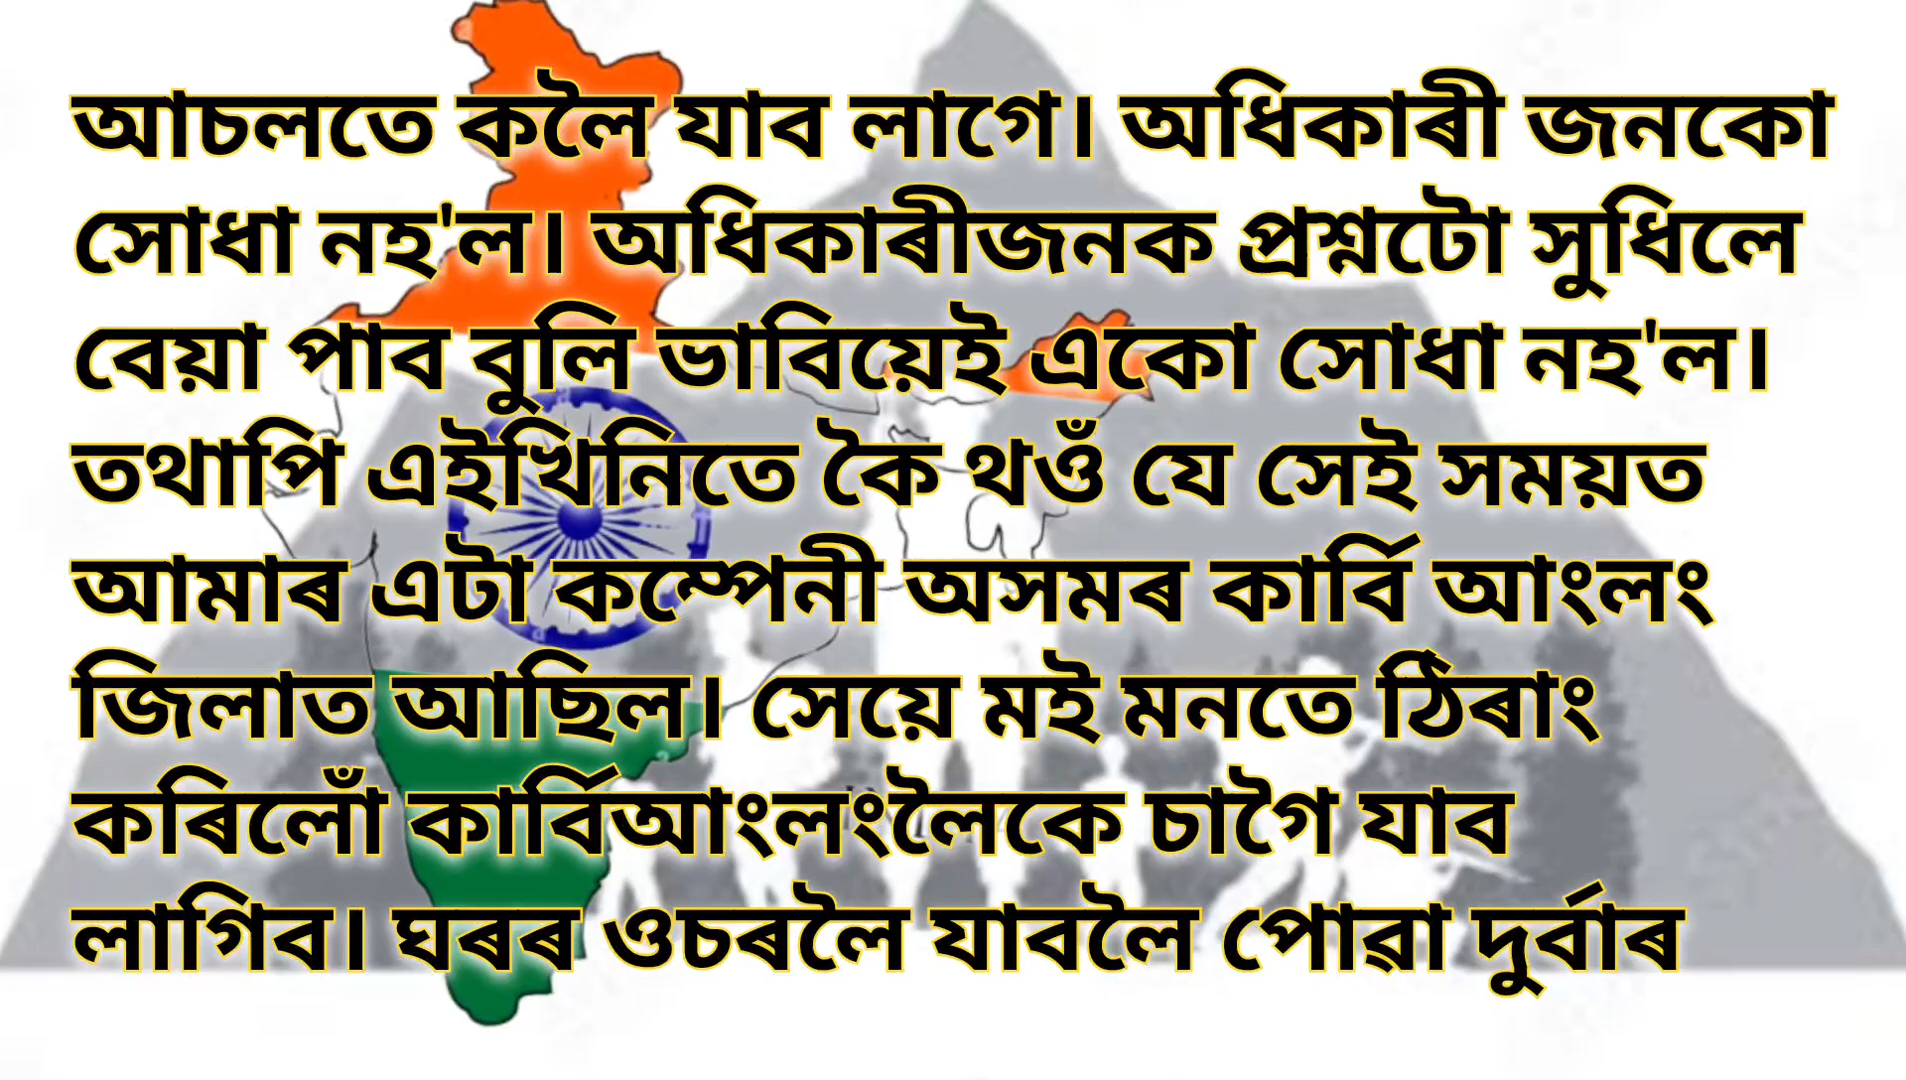 আচলতে কলৈ যাব লাগে। অধিকাৰী জনকো
সোধা নহ'ল। অধিকাৰীজনক প্ৰশ্নটো সুধিলে
বেয়া পাব বুলি ভাবিয়েই একো সোধা নহ'ল।
তথাপি এইখিনিতে কৈ থওঁ যে সেই সময়ত
আমাৰ এটা কম্পেনী অসমৰ কাৰ্বি আংলং
জিলাত আছিল। সেয়ে মই মনতে ঠিৰাং
কৰিলোঁ কাৰ্বিআংলংলৈকে চাগৈ যাব
লাগিব। ঘৰৰ ওচৰলৈ যাবলৈ পোৱা দুৰ্বাৰ